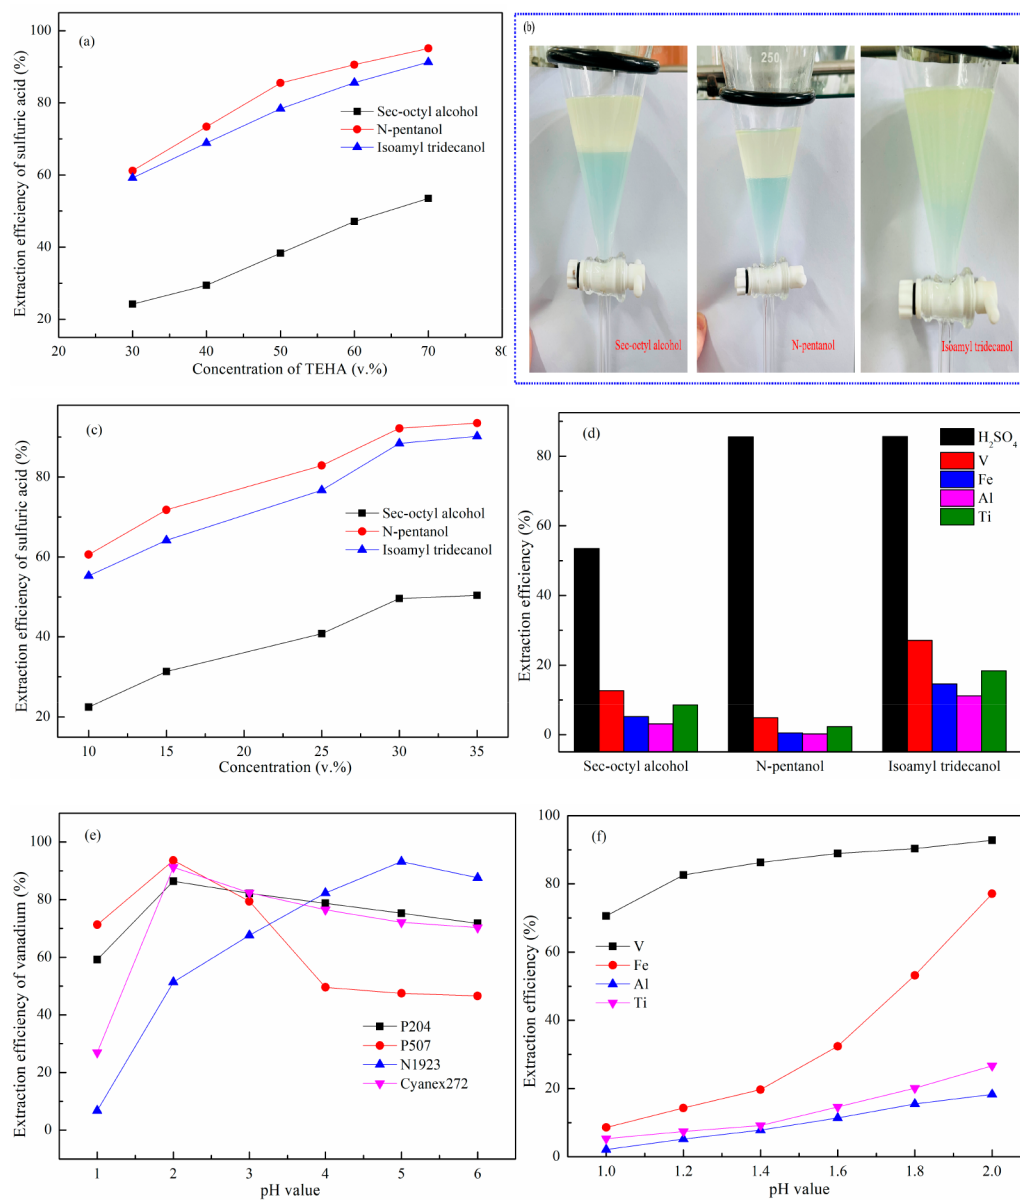 (a)
Extraction efficiency of sulfuric acid (%)
100
80
60
40
20
Sec-octyl alcohol
N-pentanol
Isoamyl tridecanol
20
30
40
50
60
70
80
Concentration of TEHA (v.%)
(b)
250
Sec-octyl alcohol
N-pentanol
Isoamyl tridecanol
(c)
Extraction efficiency of sulfuric acid (%)
80
60
40
20
Sec-octyl alcohol
N-pentanol
Isoamyl tridecanol
10
15
20
25
30
35
Concentration (v.%)
(d)
Extraction efficiency (%)
80
60
40
20
0
H₂SO₄
V
Fe
Al
Ti
Sec-octyl alcohol
N-pentanol
Isoamyl tridecanol
(e)
Extraction efficiency of vanadium (%)
100
80
60
40
20
0
P204
P507
N1923
Cyanex272
1
2
3
4
5
6
pH value
(f)
Extraction efficiency (%)
100
80
60
40
20
0
V
Fe
Al
Ti
1.0
1.2
1.4
1.6
1.8
2.0
pH value